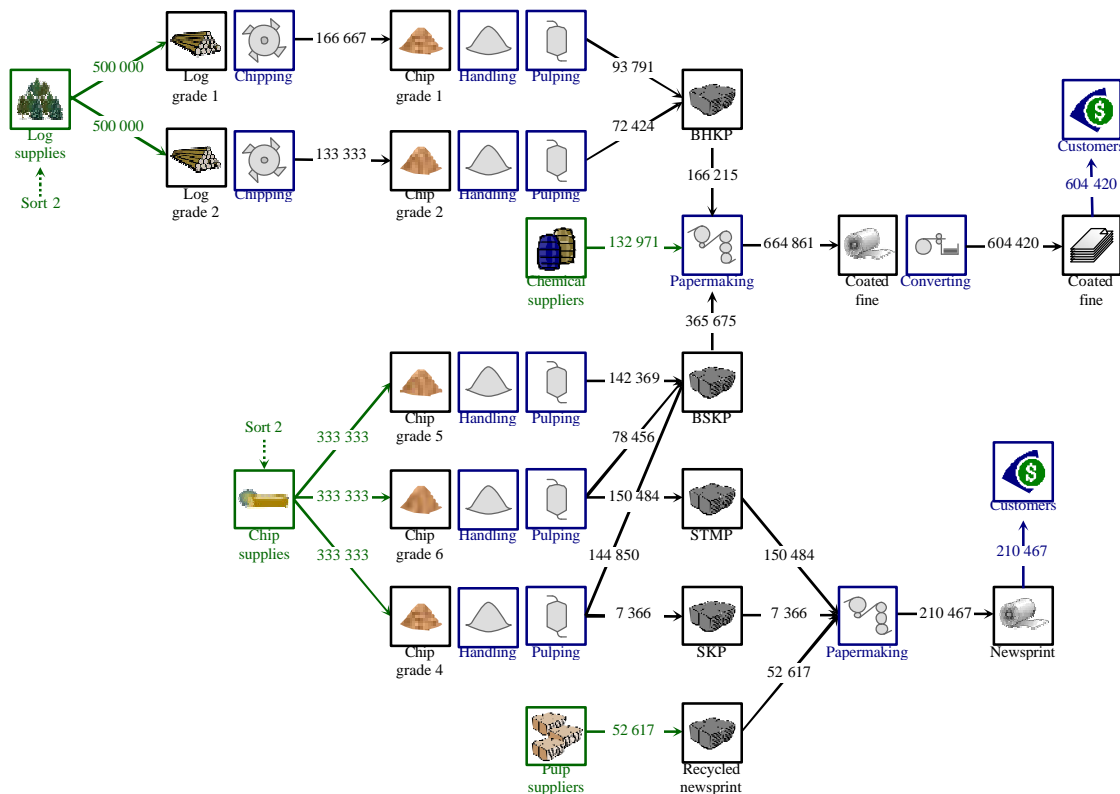 500 000
500 000
Log
supplies
Sort 2
Log
grade 1
Chipping
166 667
Chip
grade 1
Handling
Pulping
93 791
Log
grade 2
Chipping
133 333
Chip
grade 2
Handling
Pulping
72 424
BHKP
166 215
Chemical
suppliers
132 971
Papermaking
664 861
Coated
fine
Converting
604 420
Coated
fine
604 420
Customers
365 675
Sort 2
Chip
supplies
333 333
333 333
333 333
Chip
grade 5
Handling
Pulping
142 369
BSKP
78 456
Chip
grade 6
Handling
Pulping
150 484
STMP
150 484
144 850
Chip
grade 4
Handling
Pulping
7 366
SKP
7 366
Papermaking
210 467
Newsprint
210 467
Customers
52 617
Pulp
suppliers
52 617
Recycled
newsprint